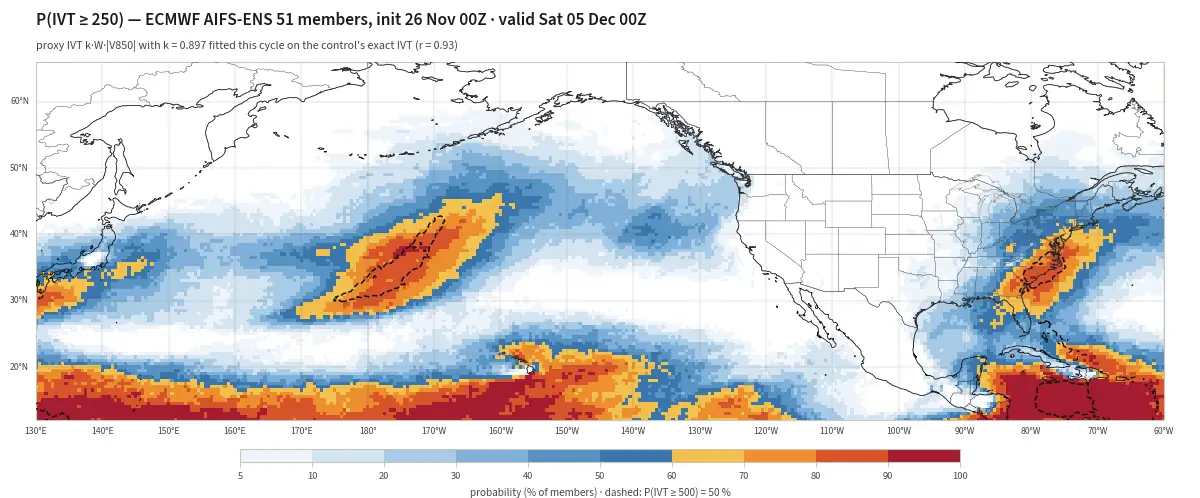 P(IVT ≥ 250) — ECMWF AIFS-ENS 51 members, init 26 Nov 00Z · valid Sat 05 Dec 00Z
proxy IVT k·W·|V850| with k = 0.897 fitted this cycle on the control's exact IVT (r = 0.93)
60°N
50°N
40°N
30°N
20°N
130°E 140°E 150°E 160°E 170°E 180° 170°W 160°W 150°W 140°W 130°W 120°W 110°W 100°W 90°W 80°W 70°W 60°W
5 10 20 30 40 50 60 70 80 90 100
probability (% of members) · dashed: P(IVT ≥ 500) = 50 %